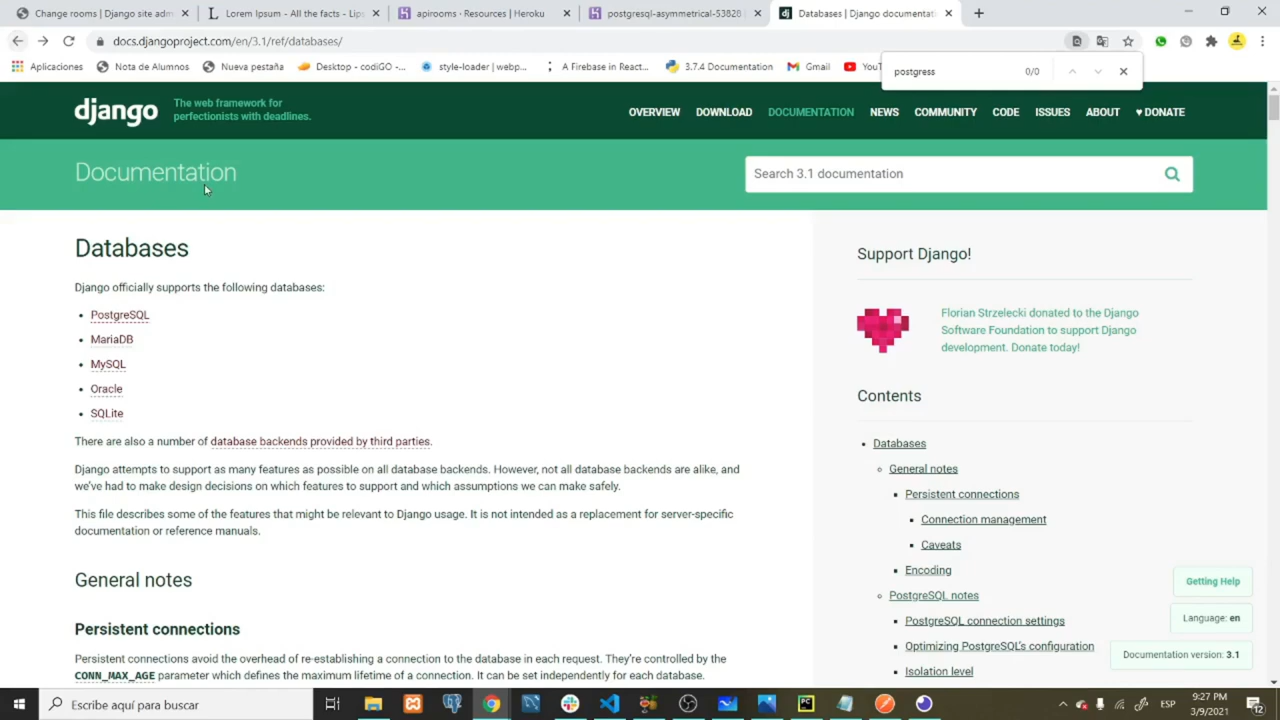 Change rooms | Django site adm
Lorem Ipsum - All the facts - Lips
apirooms · Resources | Heroku
postgresql-asymmetrical-53828
Databases | Django documentati
docs.djangoproject.com/en/3.1/ref/databases/
Aplicaciones
Nota de Alumnos
Nueva pestaña
Desktop - codiGO -...
style-loader | webp...
A Firebase in React...
3.7.4 Documentation
Gmail
YouT
postgress
0/0
django
The web framework for
perfectionists with deadlines.
OVERVIEW DOWNLOAD DOCUMENTATION NEWS COMMUNITY CODE ISSUES ABOUT ♥ DONATE
Documentation
Search 3.1 documentation
Databases
Django officially supports the following databases:
PostgreSQL
MariaDB
MySQL
Oracle
SQLite
There are also a number of database backends provided by third parties.
Django attempts to support as many features as possible on all database backends. However, not all database backends are alike, and
we've had to make design decisions on which features to support and which assumptions we can make safely.
This file describes some of the features that might be relevant to Django usage. It is not intended as a replacement for server-specific
documentation or reference manuals.
General notes
Persistent connections
Persistent connections avoid the overhead of re-establishing a connection to the database in each request. They're controlled by the
CONN_MAX_AGE parameter which defines the maximum lifetime of a connection. It can be set independently for each database.
Support Django!
Florian Strzelecki donated to the Django
Software Foundation to support Django
development. Donate today!
Contents
Databases
General notes
Persistent connections
Connection management
Caveats
Encoding
PostgreSQL notes
PostgreSQL connection settings
Optimizing PostgreSQL's configuration
Isolation level
Getting Help
Language: en
Documentation version: 3.1
Escribe aquí para buscar
ESP
9:27 PM
3/9/2021